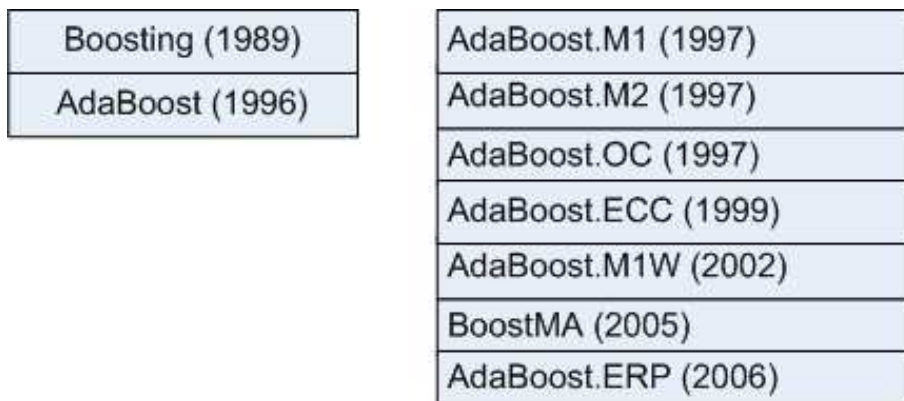 Boosting (1989)
AdaBoost (1996)
AdaBoost.M1 (1997)
AdaBoost.M2 (1997)
AdaBoost.OC (1997)
AdaBoost.ECC (1999)
AdaBoost.M1W (2002)
BoostMA (2005)
AdaBoost.ERP (2006)